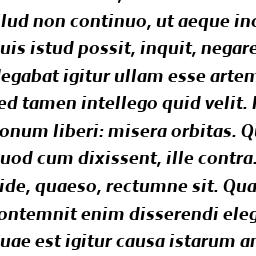 lud non continuo, ut aeque inc
uis istud possit, inquit, negare
legabat igitur ullam esse artem
ed tamen intellego quid velit.
onum liberi: misera orbitas. Qu
uod cum dixissent, ille contra.
ide, quaeso, rectumne sit. Qua
ontemnit enim disserendi eleg
uae est igitur causa istarum an